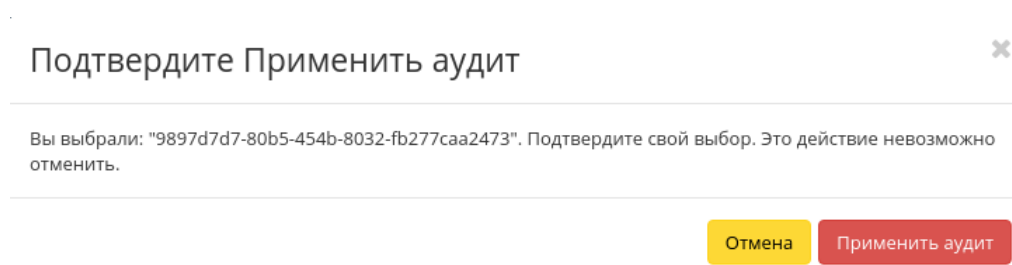 Подтвердите Применить аудит
Вы выбрали: "9897d7d7-80b5-454b-8032-fb277caa2473". Подтвердите свой выбор. Это действие невозможно
отменить.
Отмена
Применить аудит